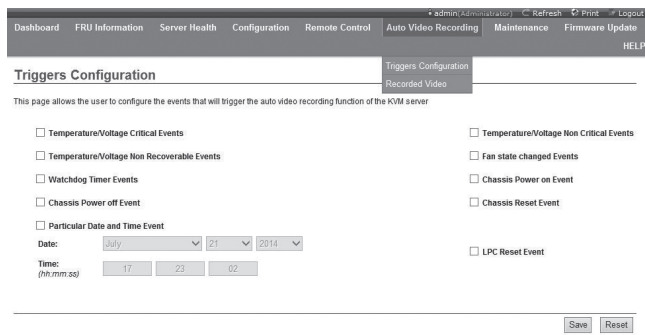 • admin(Administrator) Refresh Print Logout
Dashboard FRU Information Server Health Configuration Remote Control Auto Video Recording Maintenance Firmware Update
HELP
Triggers Configuration
Recorded Video
Triggers Configuration
This page allows the user to configure the events that will trigger the auto video recording function of the KVM server
Temperature/Voltage Critical Events Temperature/Voltage Non Critical Events
Temperature/Voltage Non Recoverable Events Fan state changed Events
Watchdog Timer Events Chassis Power on Event
Chassis Power off Event Chassis Reset Event
Particular Date and Time Event
Date: July 21 2014
LPC Reset Event
Time: 17 23 02
(hh:mm:ss)
Save Reset